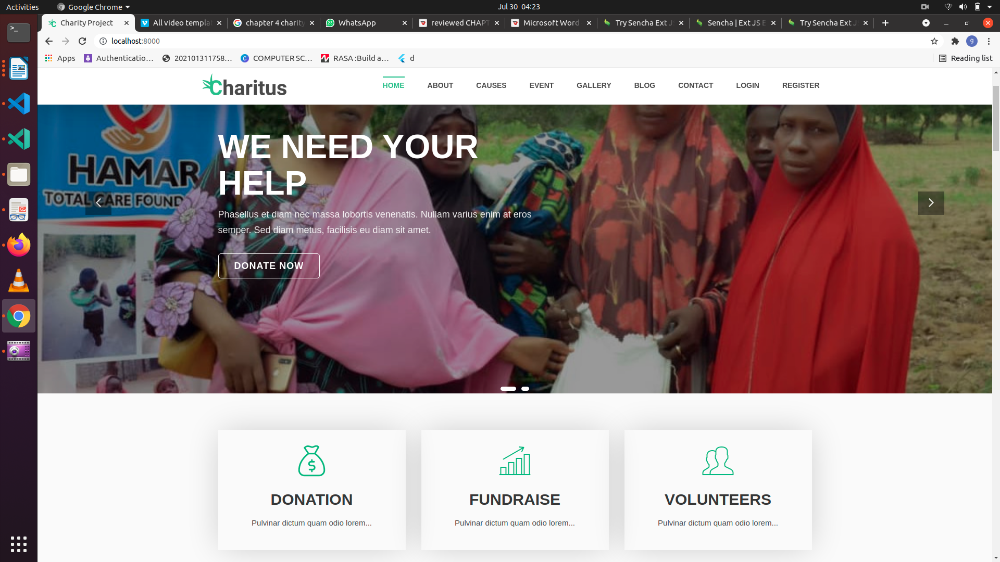 Activities
Google Chrome
Jul 30 04:23
Charity Project
All video templa
chapter 4 charity
23
WhatsApp
reviewed CHAPT
Microsoft Word
Try Sencha Ext JS
Sencha | Ext JS E
Try Sencha Ext JS
localhost:8000
g
Apps
Authenticatio...
202101311758...
COMPUTER SC...
RASA :Build a...
d
Reading list
Charitus
HOME
ABOUT
CAUSES
EVENT
GALLERY
BLOG
CONTACT
LOGIN
REGISTER
HAMAR
TOTAL CARE FOUND
WE NEED YOUR
HELP
Phasellus et diam nec massa lobortis venenatis. Nullam varius enim at eros
semper. Sed diam metus, facilisis eu diam sit amet.
DONATE NOW
DONATION
Pulvinar dictum quam odio lorem...
FUNDRAISE
Pulvinar dictum quam odio lorem...
VOLUNTEERS
Pulvinar dictum quam odio lorem...